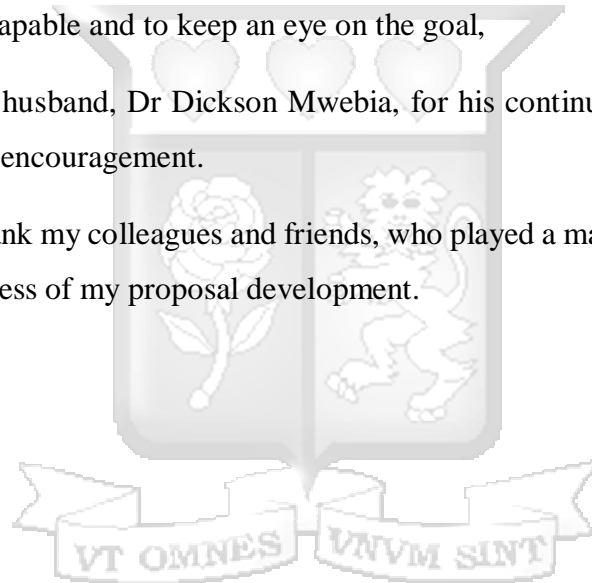 apable and to keep an eye on the goal,
husband, Dr Dickson Mwebia, for his continu
encouragement.
ank my colleagues and friends, who played a ma
ess of my proposal development.
VT OMNES VNVM SINT